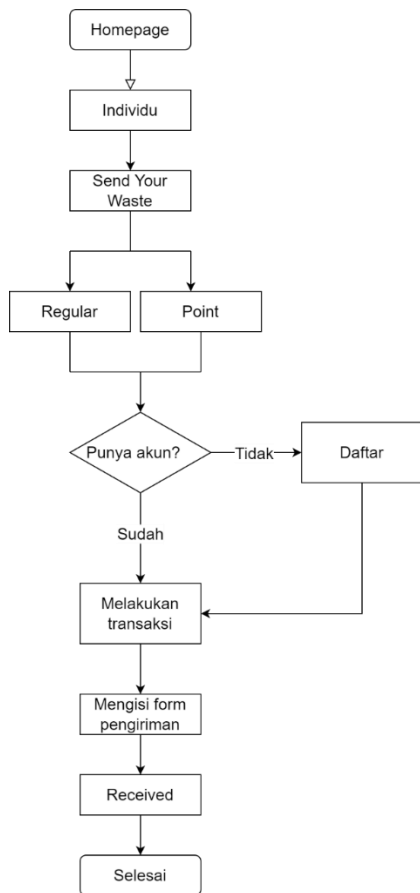 Homepage
Individu
Send Your
Waste
Regular
Point
Punya akun?
Tidak
Daftar
Sudah
Melakukan
transaksi
Mengisi form
pengiriman
Received
Selesai